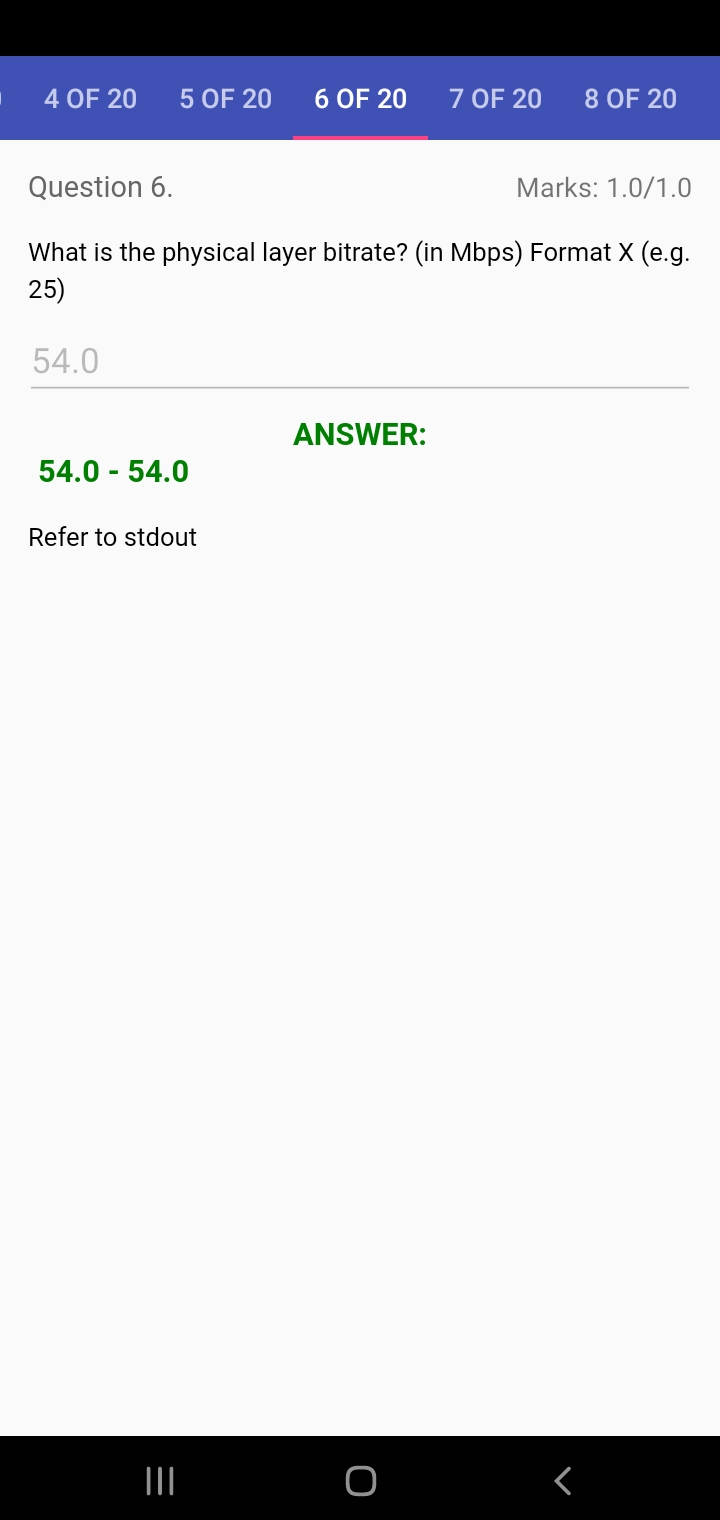 4 OF 20 5 OF 20 6 OF 20 7 OF 20 8 OF 20
Question 6. Marks: 1.0/1.0
What is the physical layer bitrate? (in Mbps) Format X (e.g.
25)
54.0
ANSWER:
54.0 - 54.0
Refer to stdout